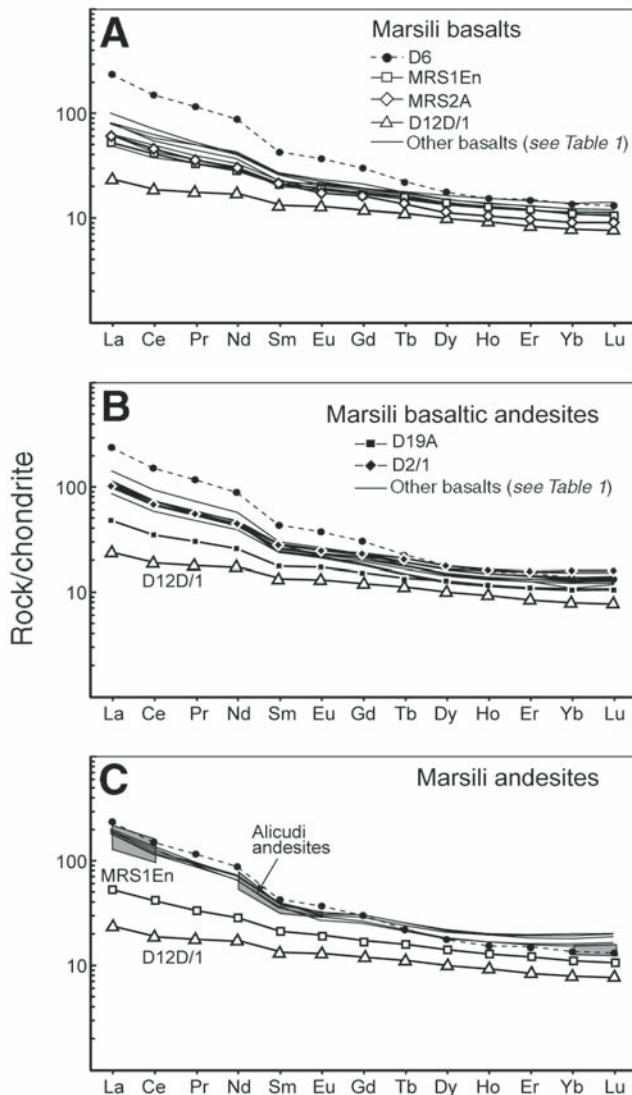 A
Marsili basalts
D6
MRS1En
MRS2A
D12D/1
Other basalts (see Table 1)
100
10
La Ce Pr Nd Sm Eu Gd Tb Dy Ho Er Yb Lu
B
Marsili basaltic andesites
D19A
D2/1
Other basalts (see Table 1)
100
10
D12D/1
La Ce Pr Nd Sm Eu Gd Tb Dy Ho Er Yb Lu
Rock/chondrite
C
Marsili andesites
Alicudi
andesites
100
MRS1En
10
D12D/1
La Ce Pr Nd Sm Eu Gd Tb Dy Ho Er Yb Lu